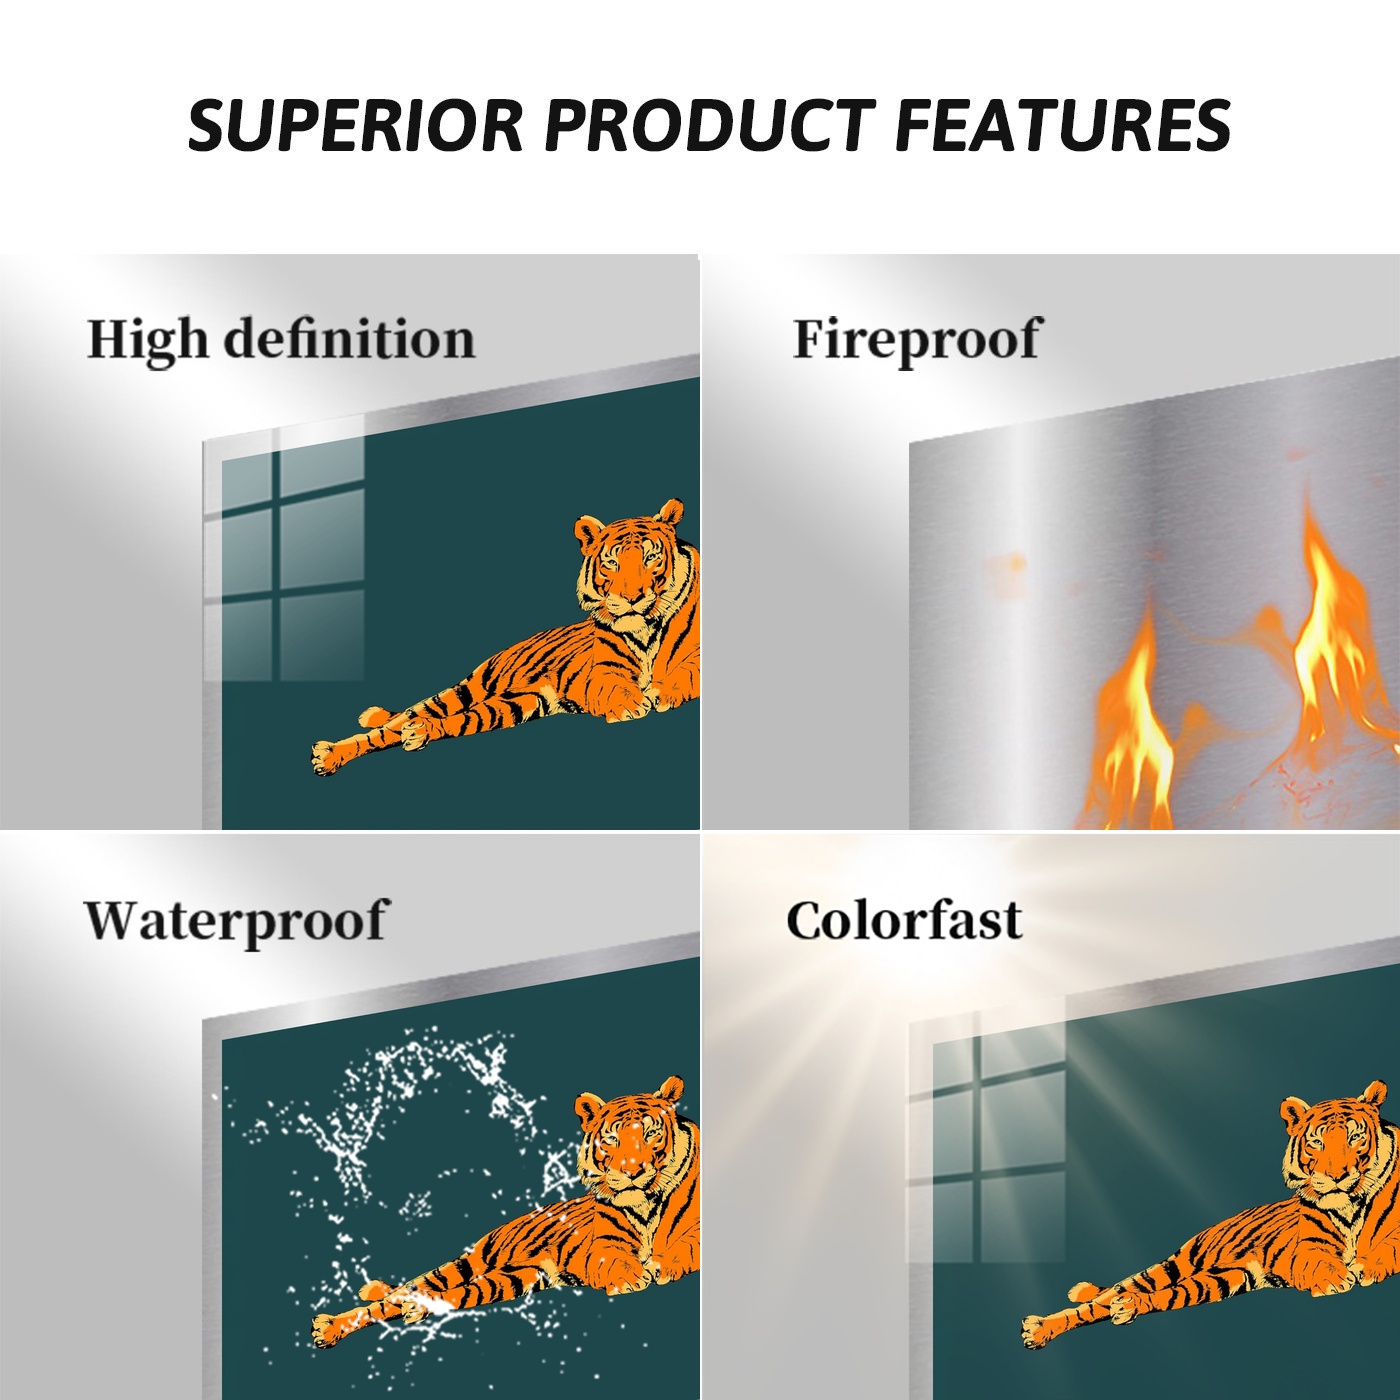 SUPERIOR PRODUCT FEATURES
High definition
Fireproof
Waterproof
Colorfast